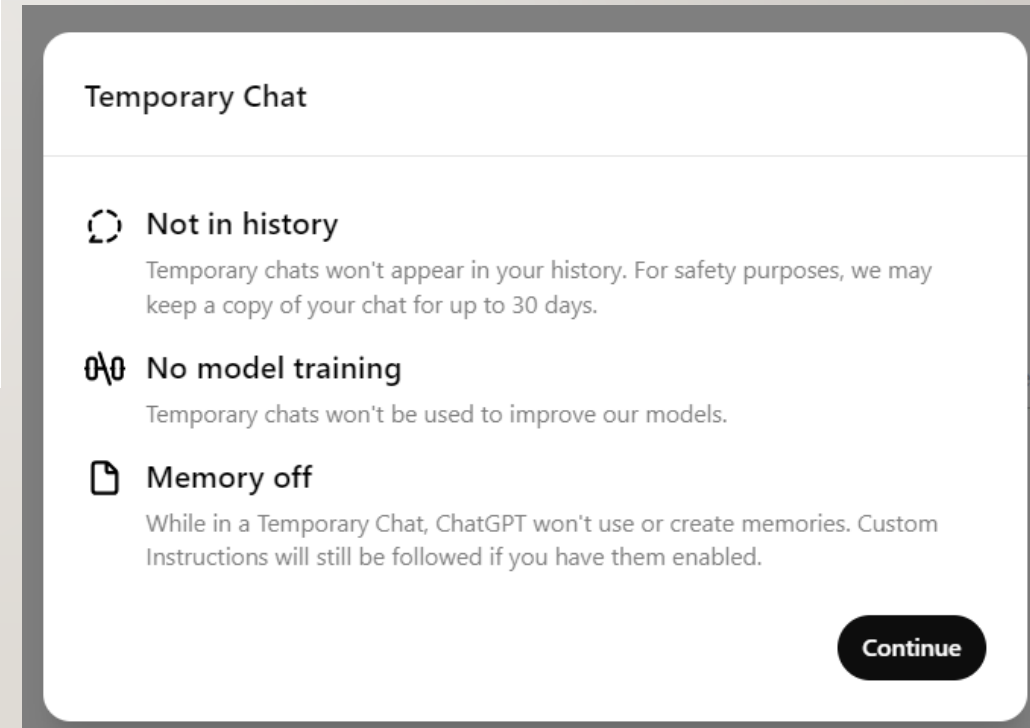 Temporary Chat
Not in history
Temporary chats won't appear in your history. For safety purposes, we may
keep a copy of your chat for up to 30 days.
No model training
Temporary chats won't be used to improve our models.
Memory off
While in a Temporary Chat, ChatGPT won't use or create memories. Custom
Instructions will still be followed if you have them enabled.
Continue